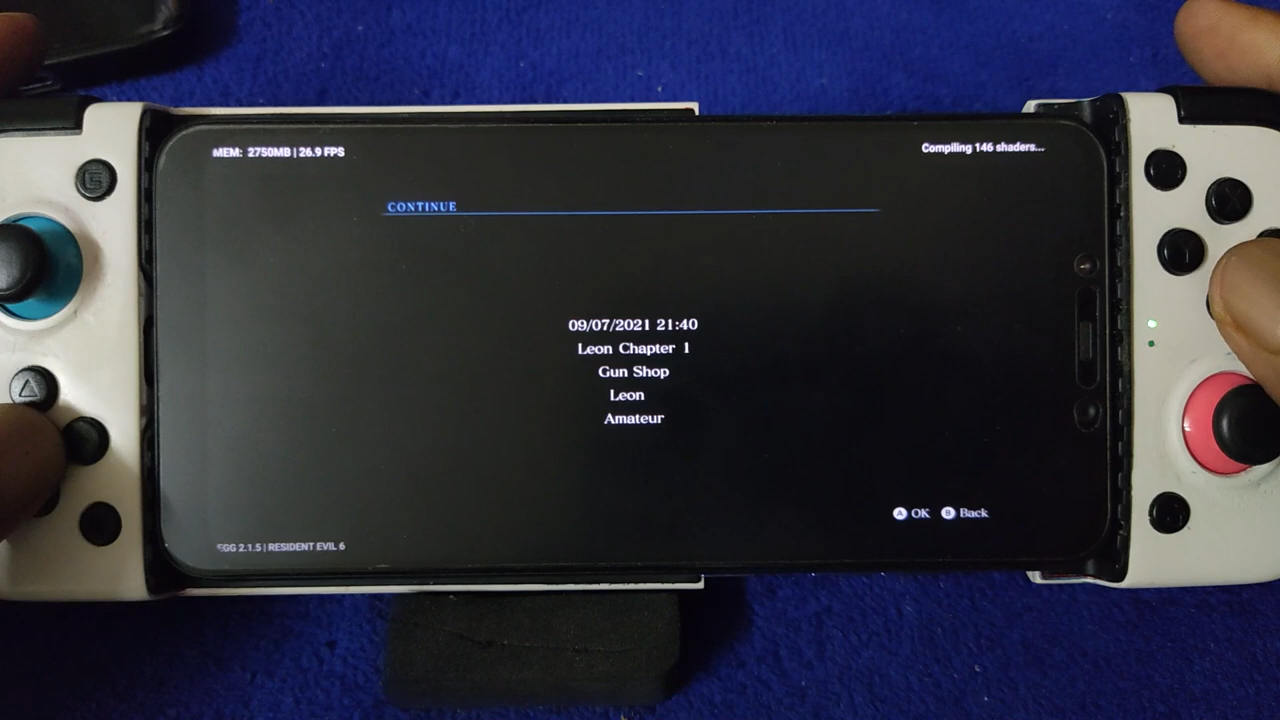 MEM: 2750MB | 26.9 FPS
Compiling 146 shaders...
CONTINUE
09/07/2021 21:40
Leon Chapter 1
Gun Shop
Leon
Amateur
A OK B Back
EGG 2.1.5 | RESIDENT EVIL 6